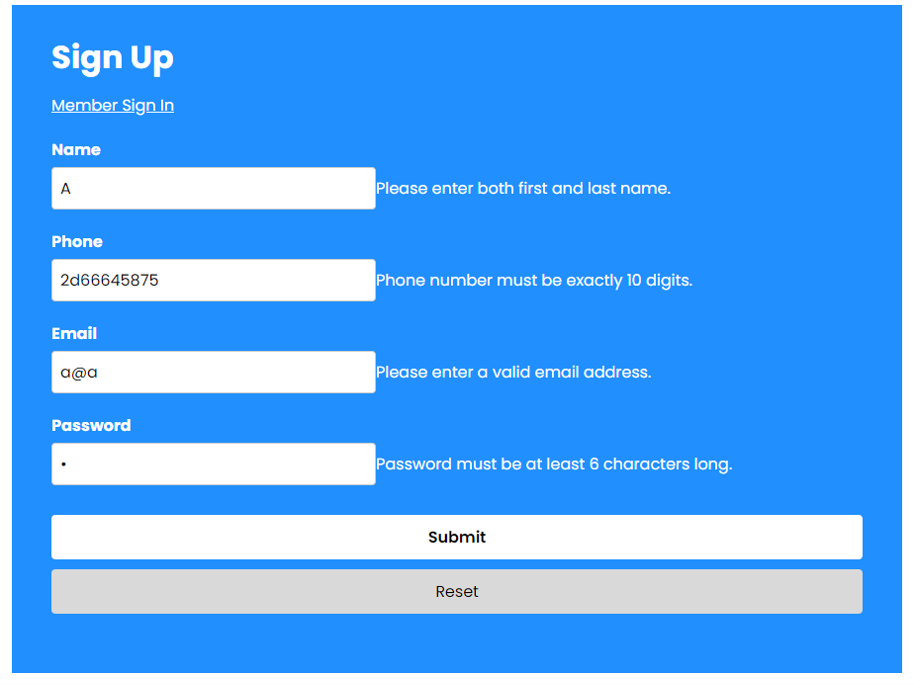 Sign Up
Member Sign In
Name
A Please enter both first and last name.
Phone
2d66645875 Phone number must be exactly 10 digits.
Email
a@a Please enter a valid email address.
Password
• Password must be at least 6 characters long.
Submit
Reset